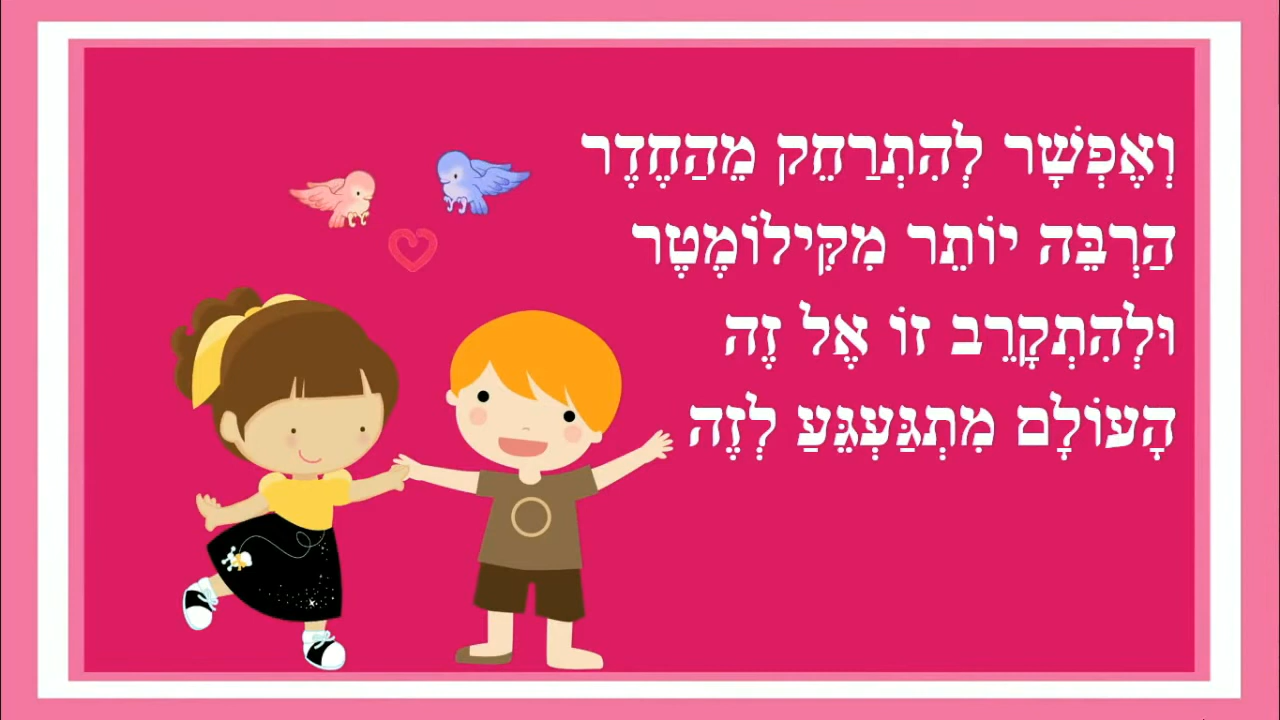 וְאֶפְשָׁר לְהִתְרַחֵק מֵהַחֶדֶר
הַרְבֵּה יוֹתֵר מִקִּילוֹמֶטֶר
וּלְהִתְקָרֵב זוֹ אֶל זֶה
הָעוֹלָם מִתְגַּעְגֵּעַ לְזֶה